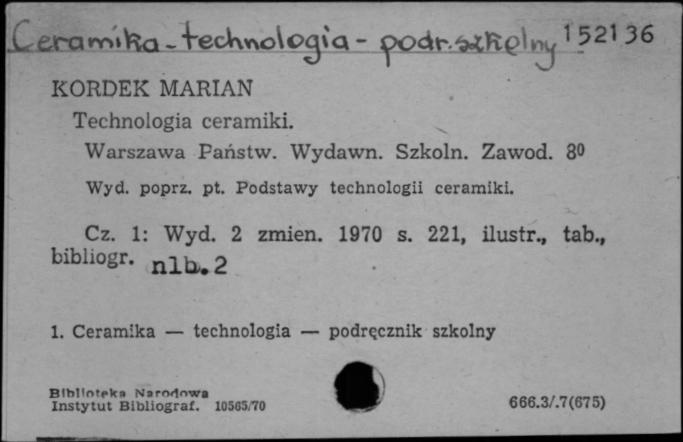 Ceramika - technologia - podr. szkolny 152136
KORDEK MARIAN
Technologia ceramiki.
Warszawa Państw. Wydawn. Szkoln. Zawod. 8⁰
Wyd. poprz. pt. Podstawy technologii ceramiki.
Cz. 1: Wyd. 2 zmien. 1970 s. 221, ilustr., tab.,
bibliogr. nlb. 2
1. Ceramika — technologia — podręcznik szkolny
Biblioteka Narodowa
Instytut Bibliograf. 10565/70
666.3/.7(675)